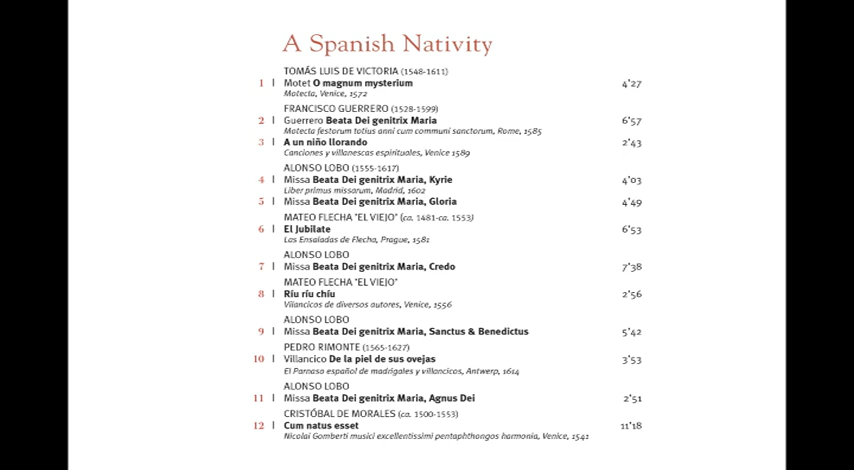 A Spanish Nativity
TOMÁS LUIS DE VICTORIA (1548-1611)
1 | Motet O magnum mysterium 4'27
Motecta, Venice, 1572
FRANCISCO GUERRERO (1528-1599)
2 | Guerrero Beata Dei genitrix Maria 6'57
Motecta festorum totius anni cum communi sanctorum, Rome, 1585
3 | A un niño llorando 2'43
Canciones y villanescas espirituales, Venice 1589
ALONSO LOBO (1555-1617)
4 | Missa Beata Dei genitrix Maria, Kyrie 4'03
Liber primus missarum, Madrid, 1602
5 | Missa Beata Dei genitrix Maria, Gloria 4'49
MATEO FLECHA "EL VIEJO" (ca. 1481-ca. 1553)
6 | El Jubilate 6'53
Las Ensaladas de Flecha, Prague, 1581
ALONSO LOBO
7 | Missa Beata Dei genitrix Maria, Credo 7'38
MATEO FLECHA "EL VIEJO"
8 | Ríu ríu chíu 2'56
Vilancicos de diversos autores, Venice, 1556
ALONSO LOBO
9 | Missa Beata Dei genitrix Maria, Sanctus & Benedictus 5'42
PEDRO RIMONTE (1565-1627)
10 | Villancico De la piel de sus ovejas 3'53
El Parnaso español de madrigales y villancicos, Antwerp, 1614
ALONSO LOBO
11 | Missa Beata Dei genitrix Maria, Agnus Dei 2'51
CRISTÓBAL DE MORALES (ca. 1500-1553)
12 | Cum natus esset 11'18
Nicolai Gomberti musici excellentissimi pentaphthongos harmonia, Venice, 1541